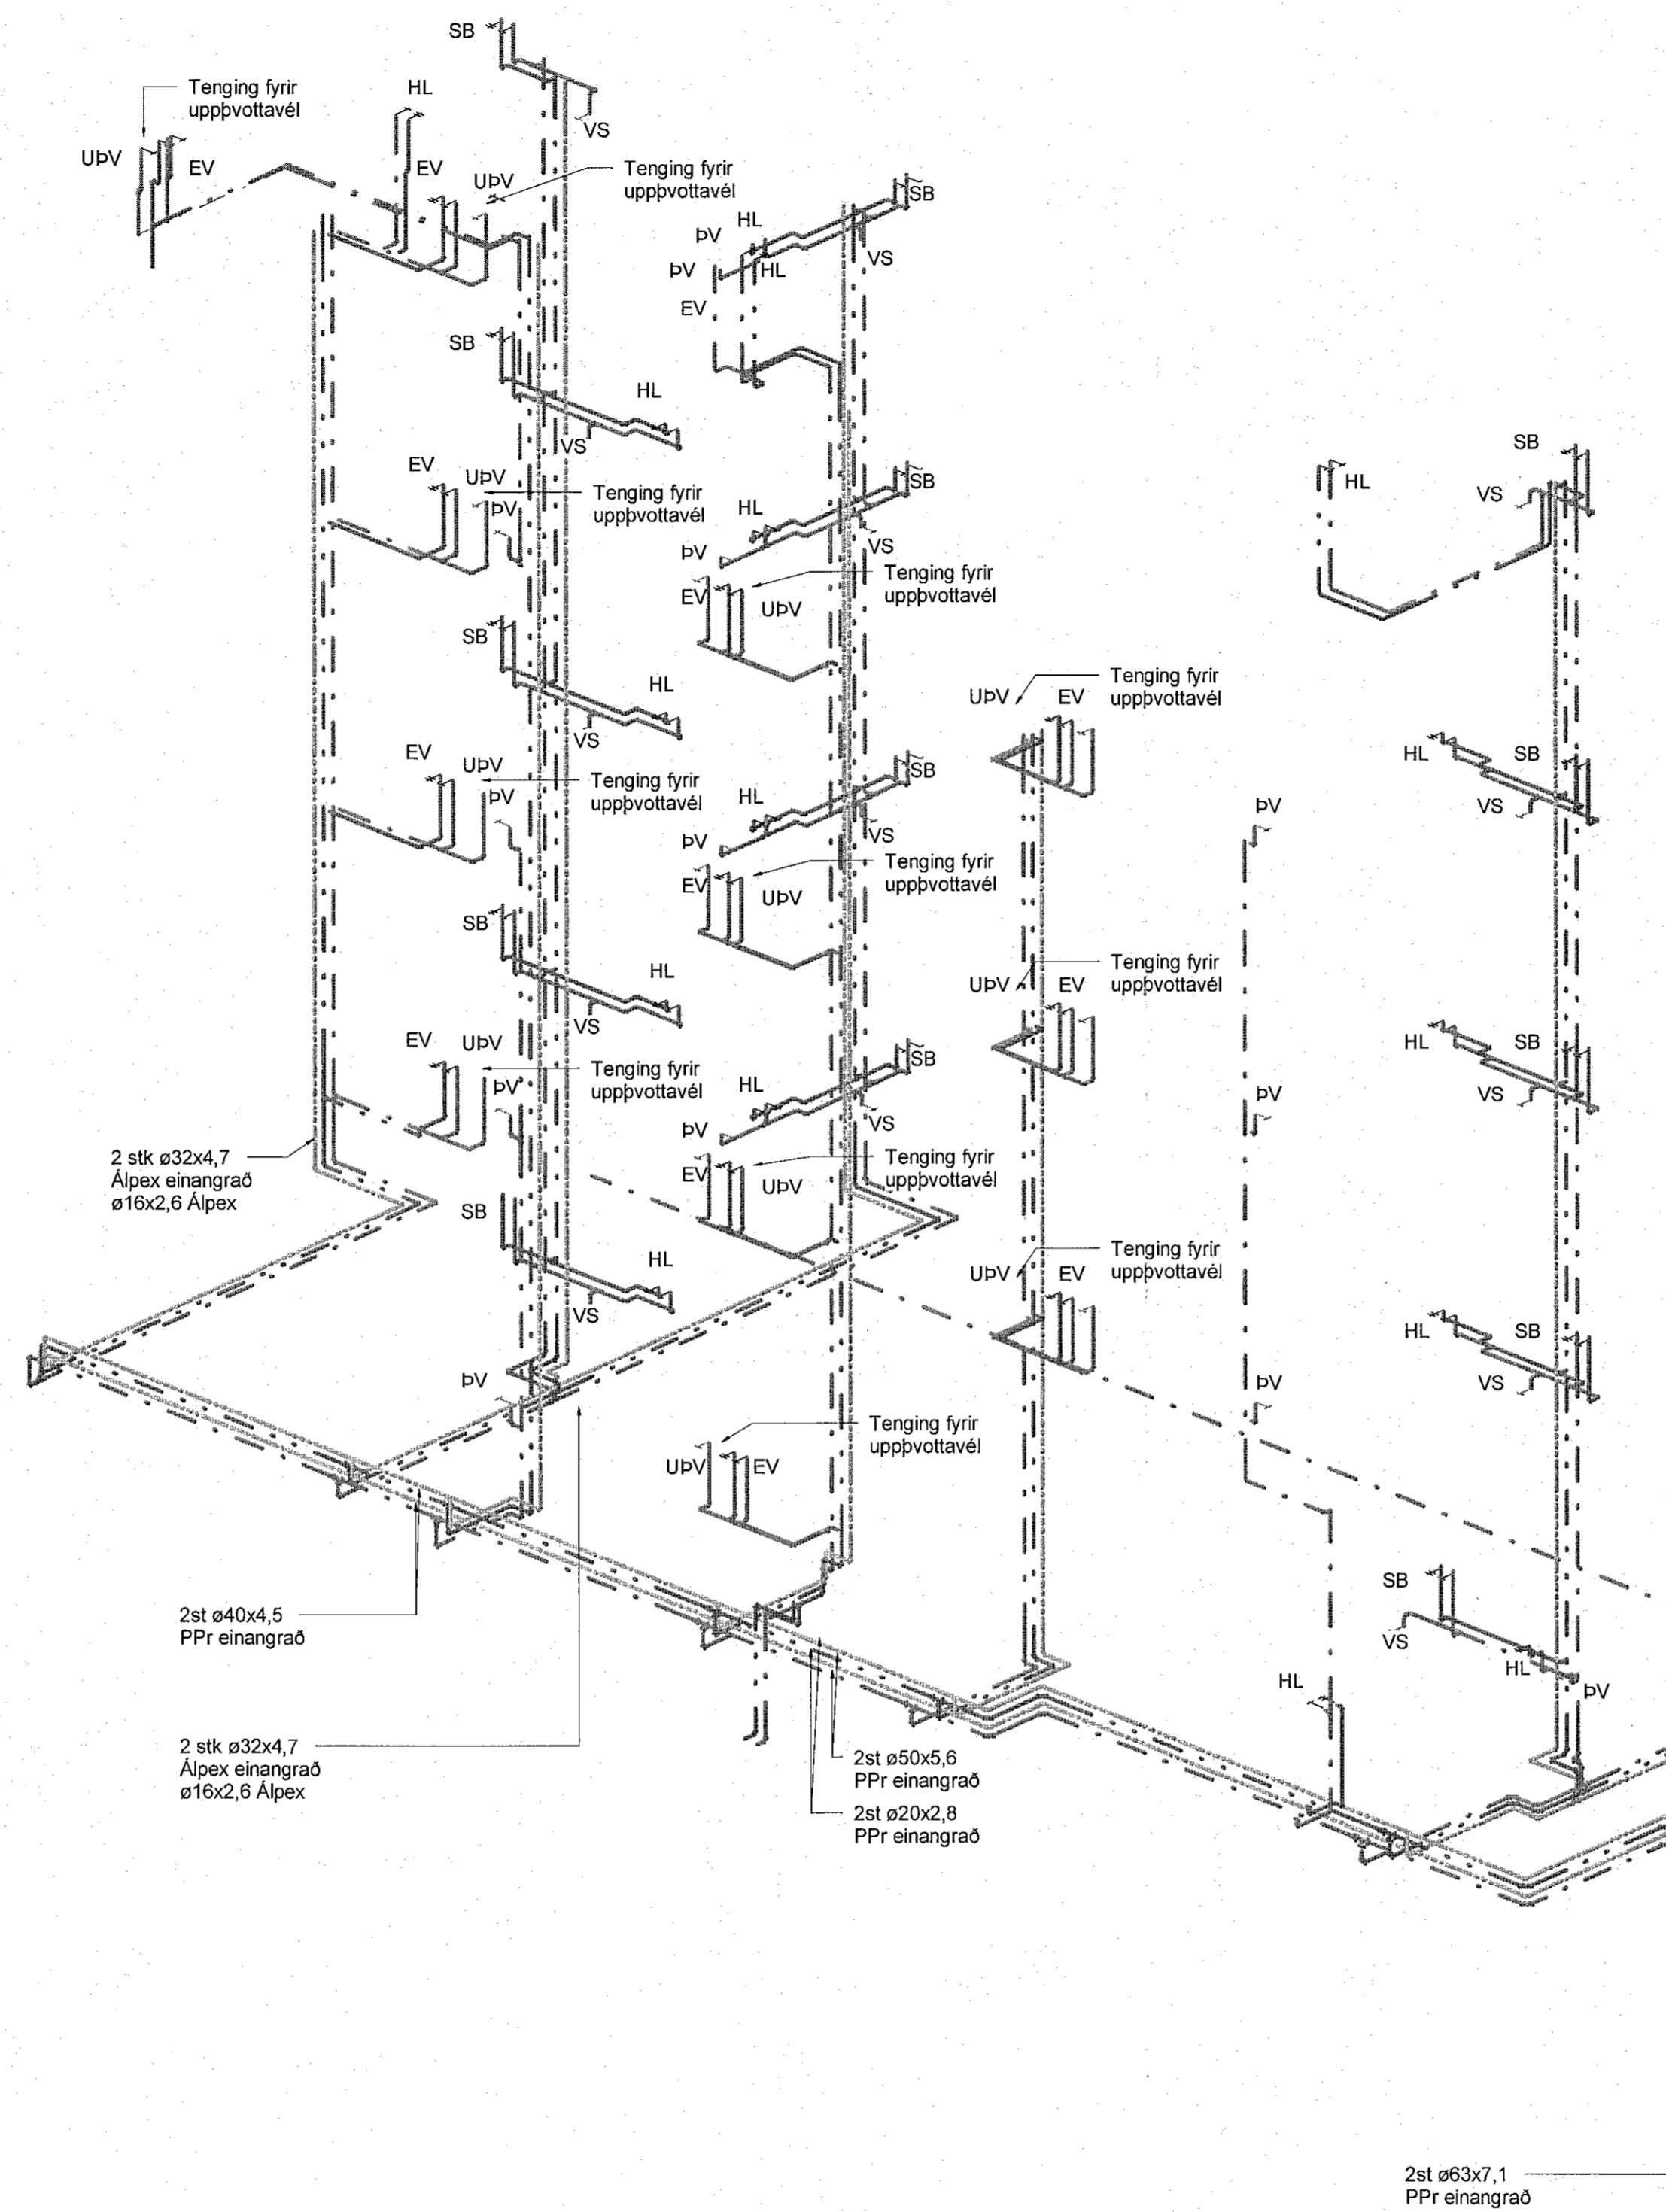 SB
Tenging fyrir
uppþvottavél
HL
VS
UÞV
EV
EV
UÞV
Tenging fyrir
uppþvottavél
SB
HL
ÞV
VS
ÞV
HL
EV
SB
HL
VS
SB
VS
HL
EV
UÞV
Tenging fyrir
uppþvottavél
ÞV
SB
HL
VS
ÞV
Tenging fyrir
uppþvottavél
EV
UÞV
SB
HL
VS
Tenging fyrir
uppþvottavél
UÞV
EV
HL
SB
VS
EV
UÞV
Tenging fyrir
uppþvottavél
ÞV
SB
HL
VS
ÞV
ÞV
Tenging fyrir
uppþvottavél
EV
UÞV
SB
HL
VS
Tenging fyrir
uppþvottavél
UÞV
EV
HL
SB
VS
EV
UÞV
Tenging fyrir
uppþvottavél
ÞV
SB
HL
VS
ÞV
ÞV
2 stk ø32x4,7
Álpex einangrað
ø16x2,6 Álpex
Tenging fyrir
uppþvottavél
EV
UÞV
SB
HL
VS
Tenging fyrir
uppþvottavél
UÞV
EV
HL
SB
VS
ÞV
ÞV
Tenging fyrir
uppþvottavél
UÞV
EV
SB
VS
HL
ÞV
HL
2st ø40x4,5
PPr einangrað
2 stk ø32x4,7
Álpex einangrað
ø16x2,6 Álpex
2st ø50x5,6
PPr einangrað
2st ø20x2,8
PPr einangrað
2st ø63x7,1
PPr einangrað